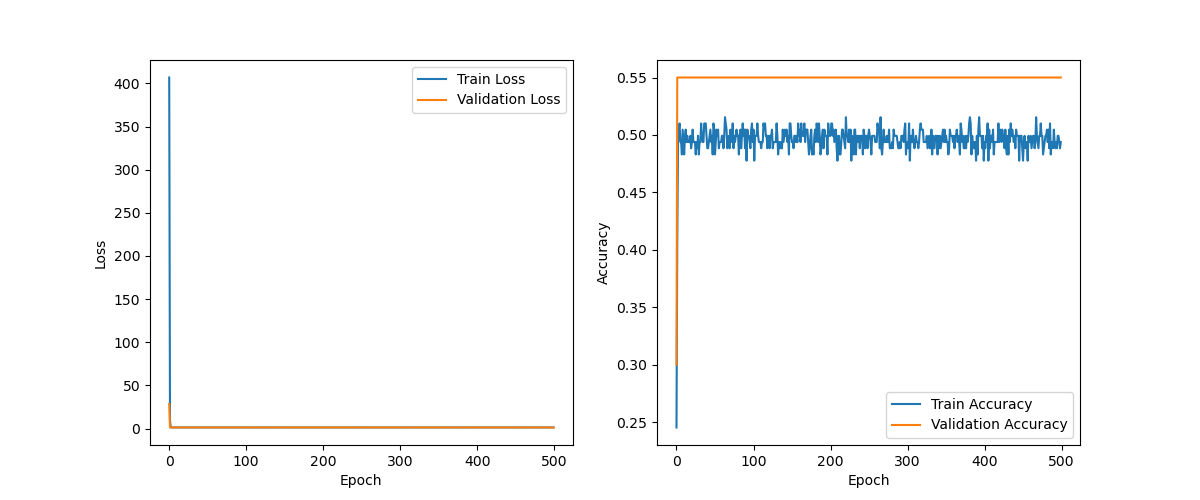 400
350
300
250
200
150
100
50
0
Loss
0 100 200 300 400 500
Epoch
Train Loss
Validation Loss
0.55
0.50
0.45
0.40
0.35
0.30
0.25
Accuracy
0 100 200 300 400 500
Epoch
Train Accuracy
Validation Accuracy